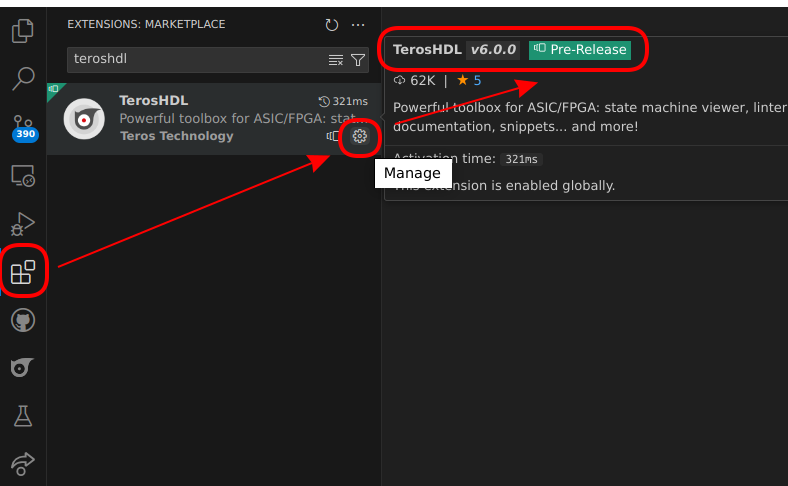 EXTENSIONS: MARKETPLACE
teroshdl
390
TerosHDL
321ms
Powerful toolbox for ASIC/FPGA: stat...
Teros Technology
Manage
TerosHDL v6.0.0 Pre-Release
62K | ★ 5
Powerful toolbox for ASIC/FPGA: state machine viewer, linter
documentation, snippets... and more!
Activation time: 321ms
This extension is enabled globally.